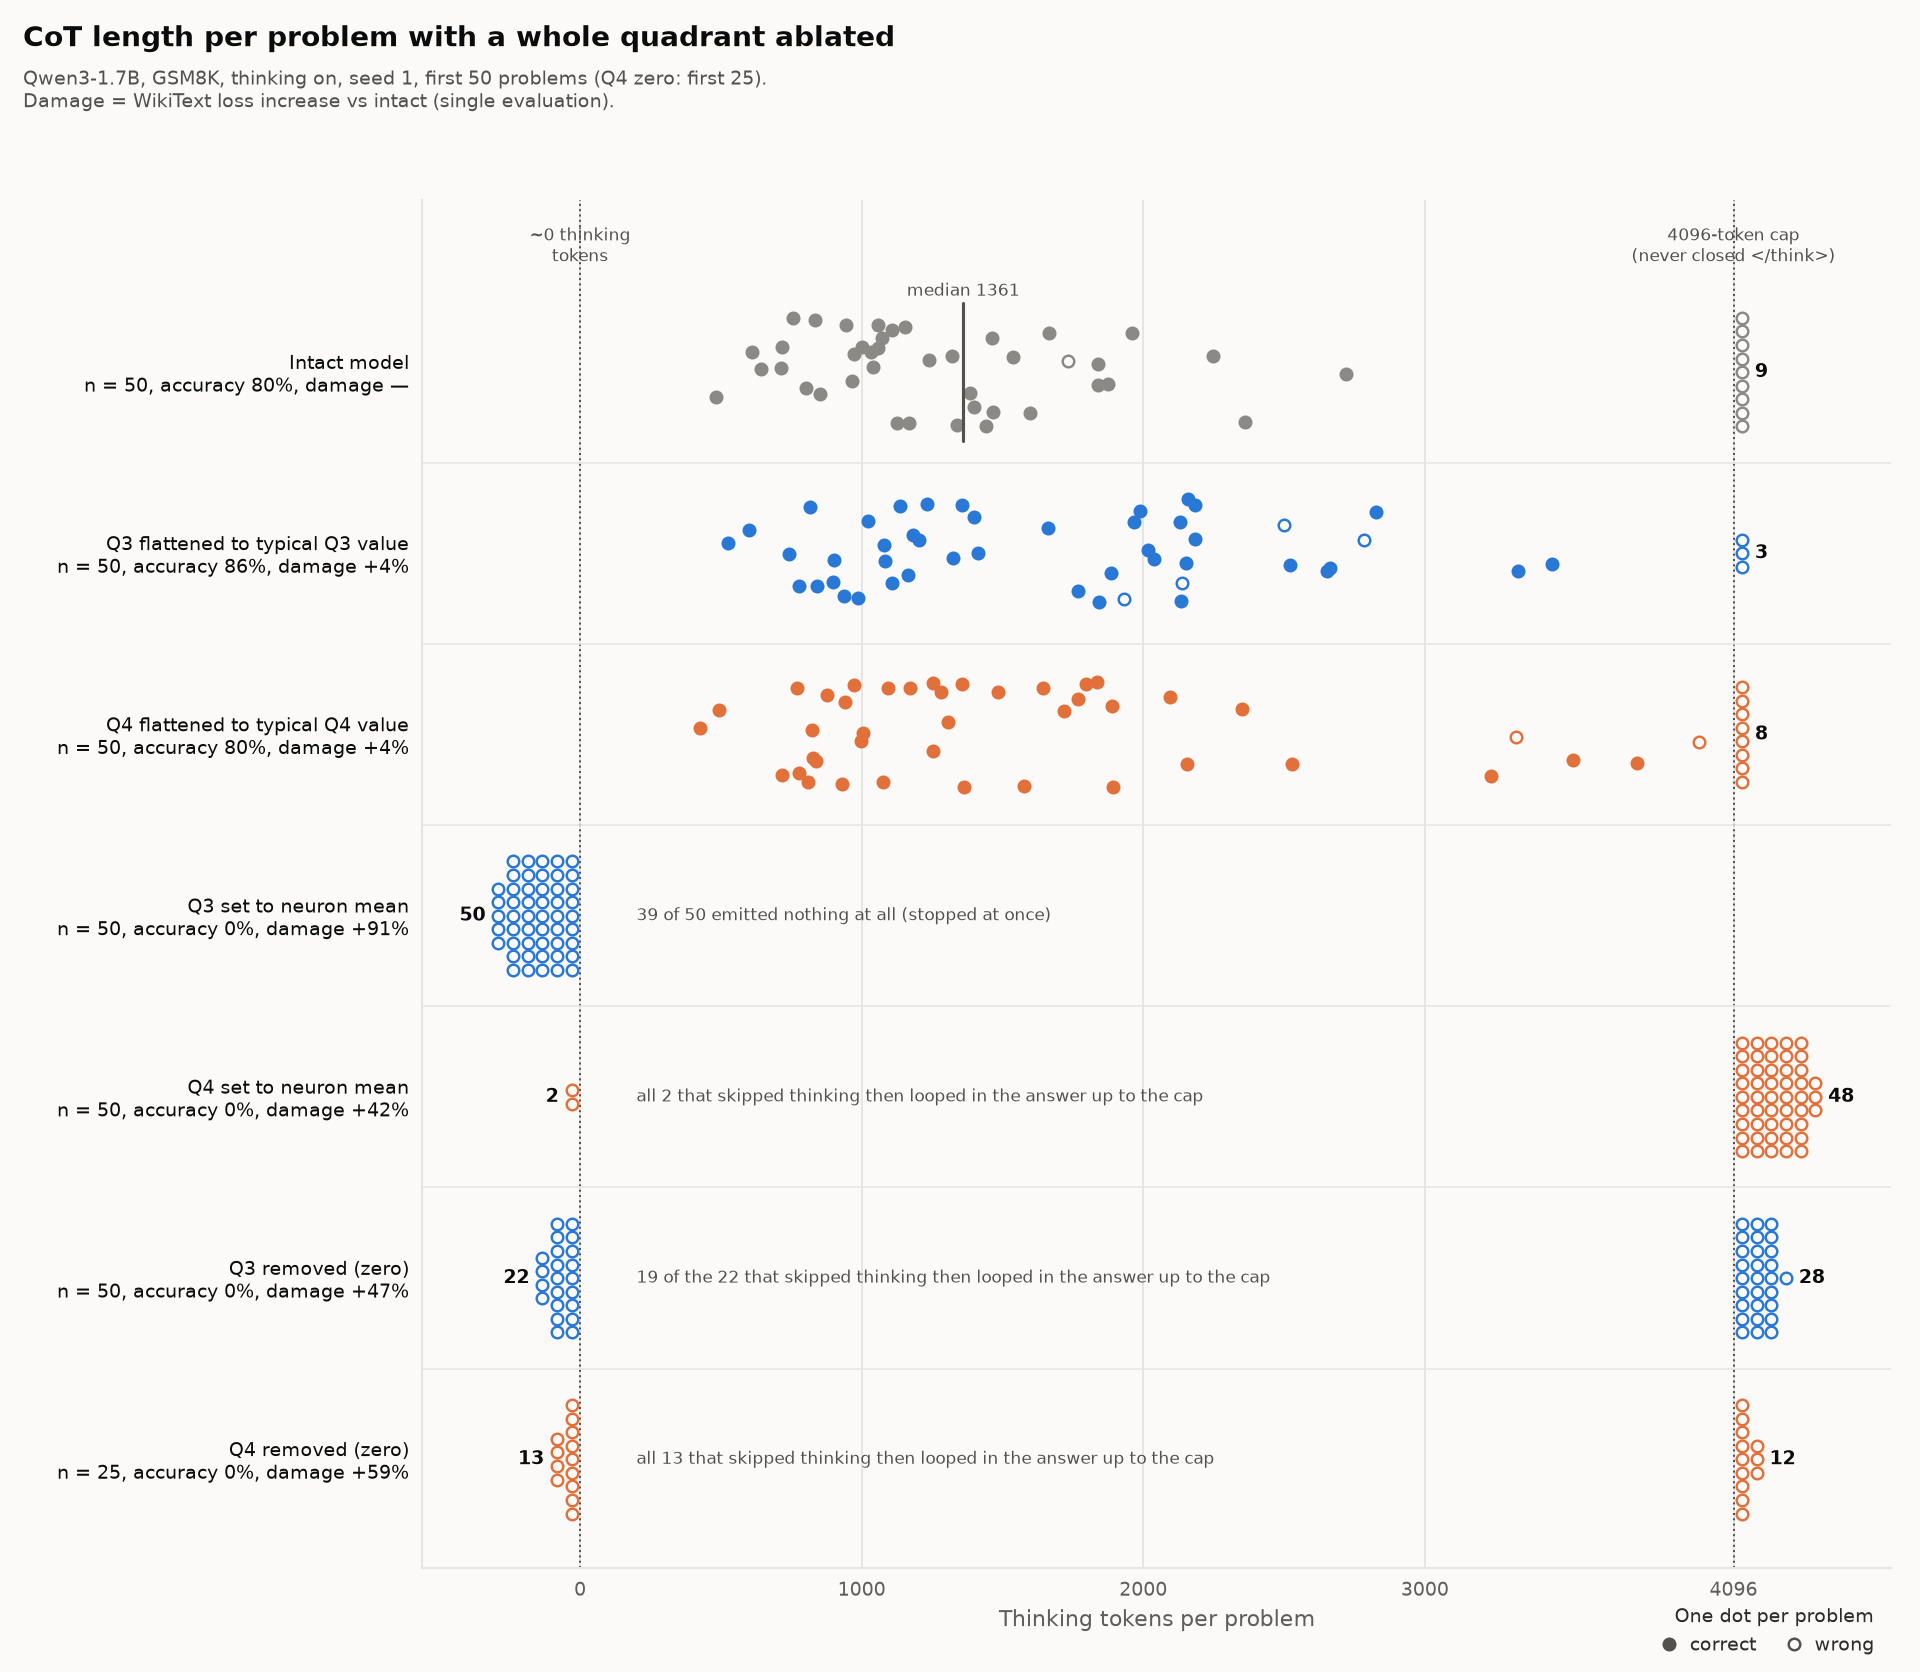 CoT length per problem with a whole quadrant ablated
Qwen3-1.7B, GSM8K, thinking on, seed 1, first 50 problems (Q4 zero: first 25).
Damage = WikiText loss increase vs intact (single evaluation).
~0 thinking
tokens
4096-token cap
(never closed </think>)
median 1361
Intact model
n = 50, accuracy 80%, damage —
9
Q3 flattened to typical Q3 value
n = 50, accuracy 86%, damage +4%
3
Q4 flattened to typical Q4 value
n = 50, accuracy 80%, damage +4%
8
Q3 set to neuron mean
n = 50, accuracy 0%, damage +91%
50
39 of 50 emitted nothing at all (stopped at once)
Q4 set to neuron mean
n = 50, accuracy 0%, damage +42%
2
all 2 that skipped thinking then looped in the answer up to the cap
48
Q3 removed (zero)
n = 50, accuracy 0%, damage +47%
22
19 of the 22 that skipped thinking then looped in the answer up to the cap
28
Q4 removed (zero)
n = 25, accuracy 0%, damage +59%
13
all 13 that skipped thinking then looped in the answer up to the cap
12
0 1000 2000 3000 4096
Thinking tokens per problem
One dot per problem
correct wrong